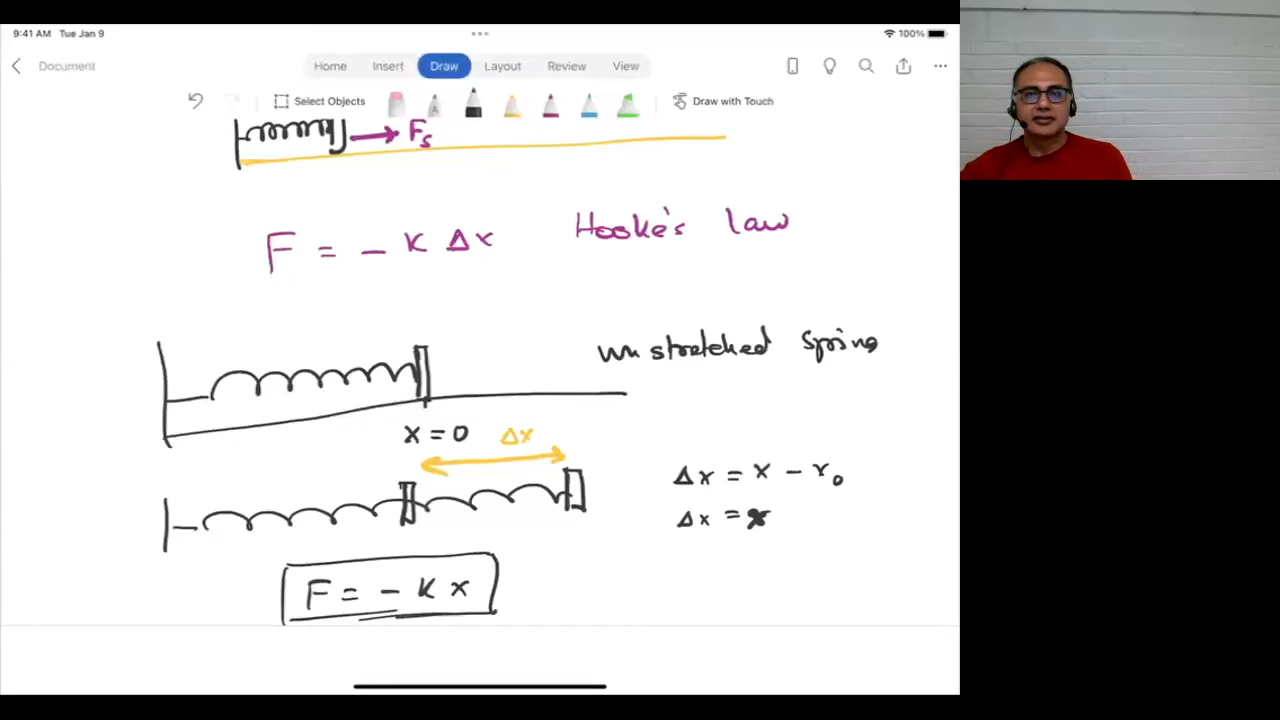 9:41 AM Tue Jan 9 100%
Document Home Insert Draw Layout Review View
Select Objects A Draw with Touch
Fs
F = - K Δx Hooke's law
unstretched spring
x = 0 Δx
Δx = x - x₀
Δx = x
F = - K x